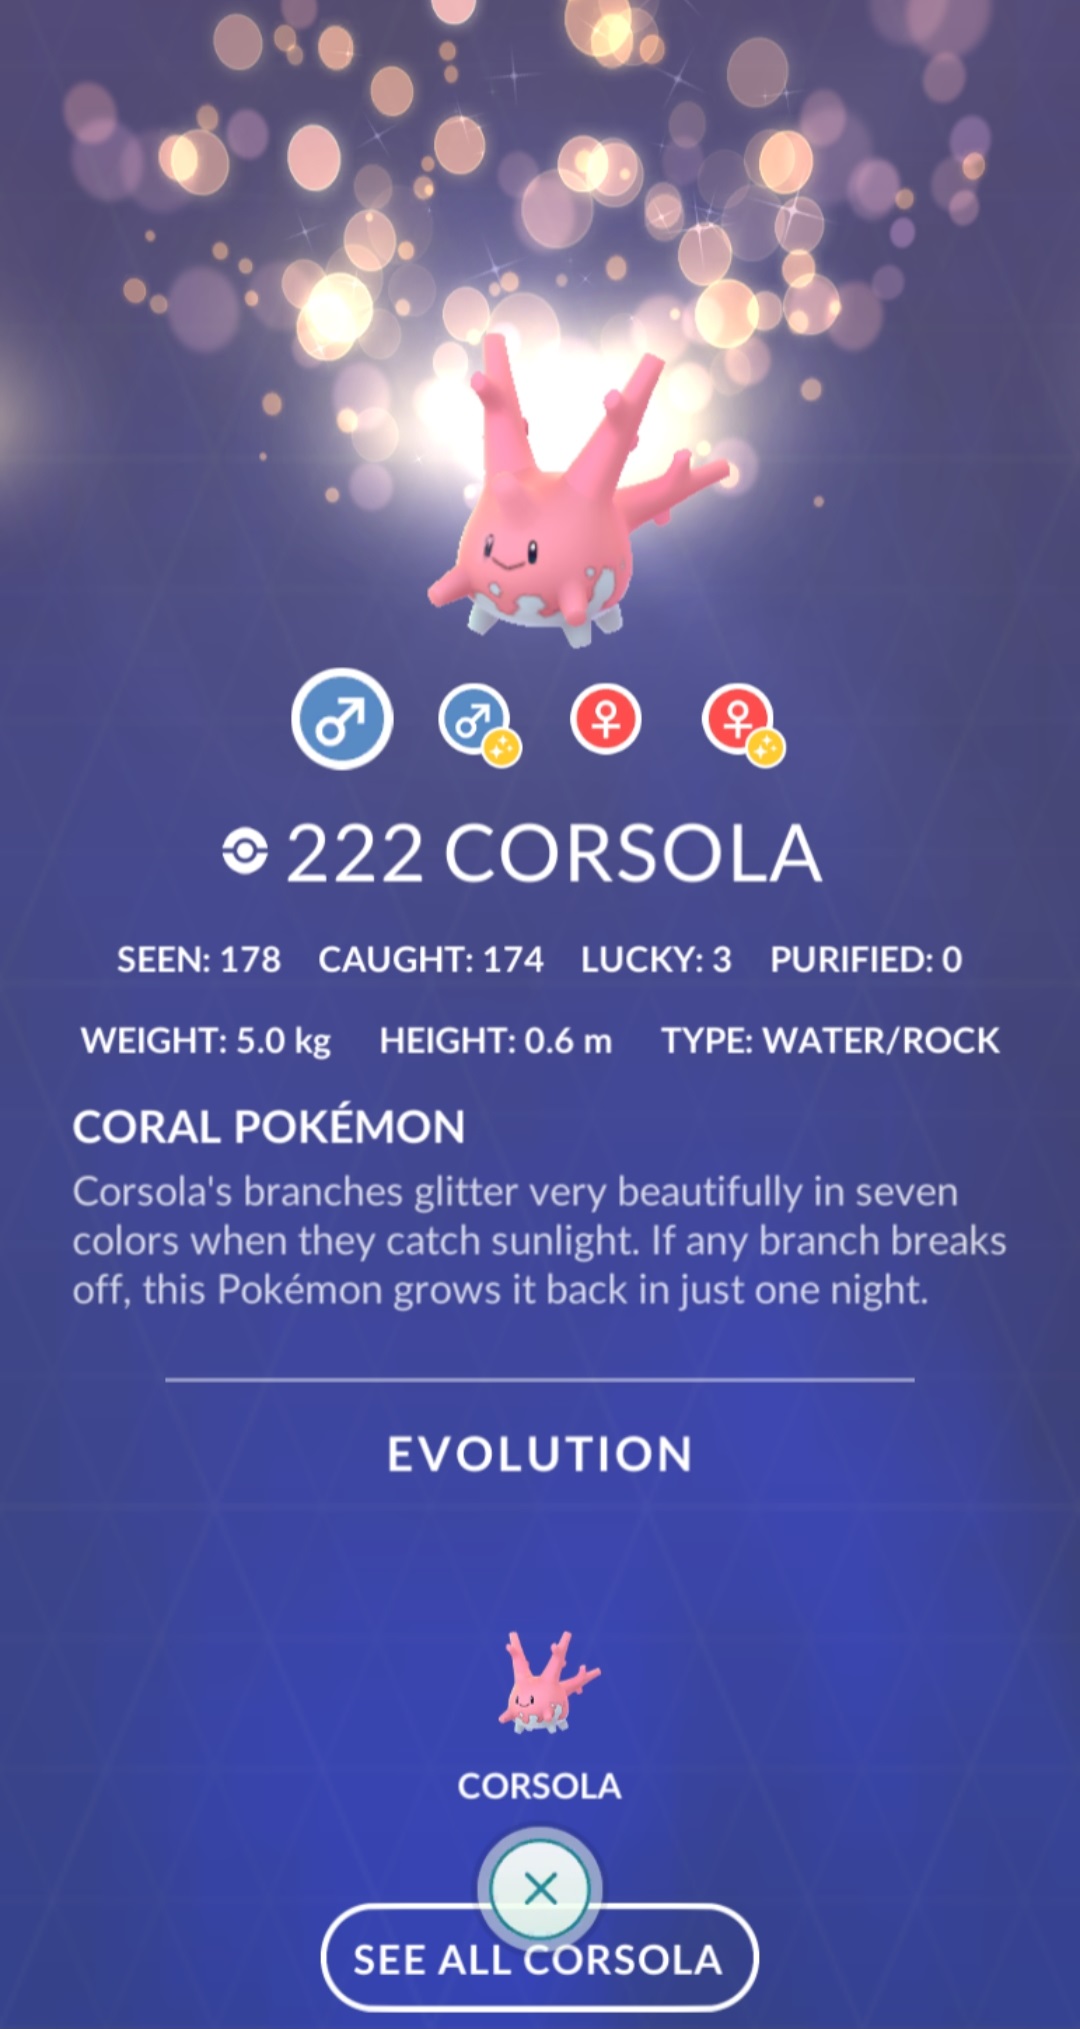 222 CORSOLA
SEEN: 178 CAUGHT: 174 LUCKY: 3 PURIFIED: 0
WEIGHT: 5.0 kg HEIGHT: 0.6 m TYPE: WATER/ROCK
CORAL POKÉMON
Corsola's branches glitter very beautifully in seven
colors when they catch sunlight. If any branch breaks
off, this Pokémon grows it back in just one night.
EVOLUTION
CORSOLA
SEE ALL CORSOLA